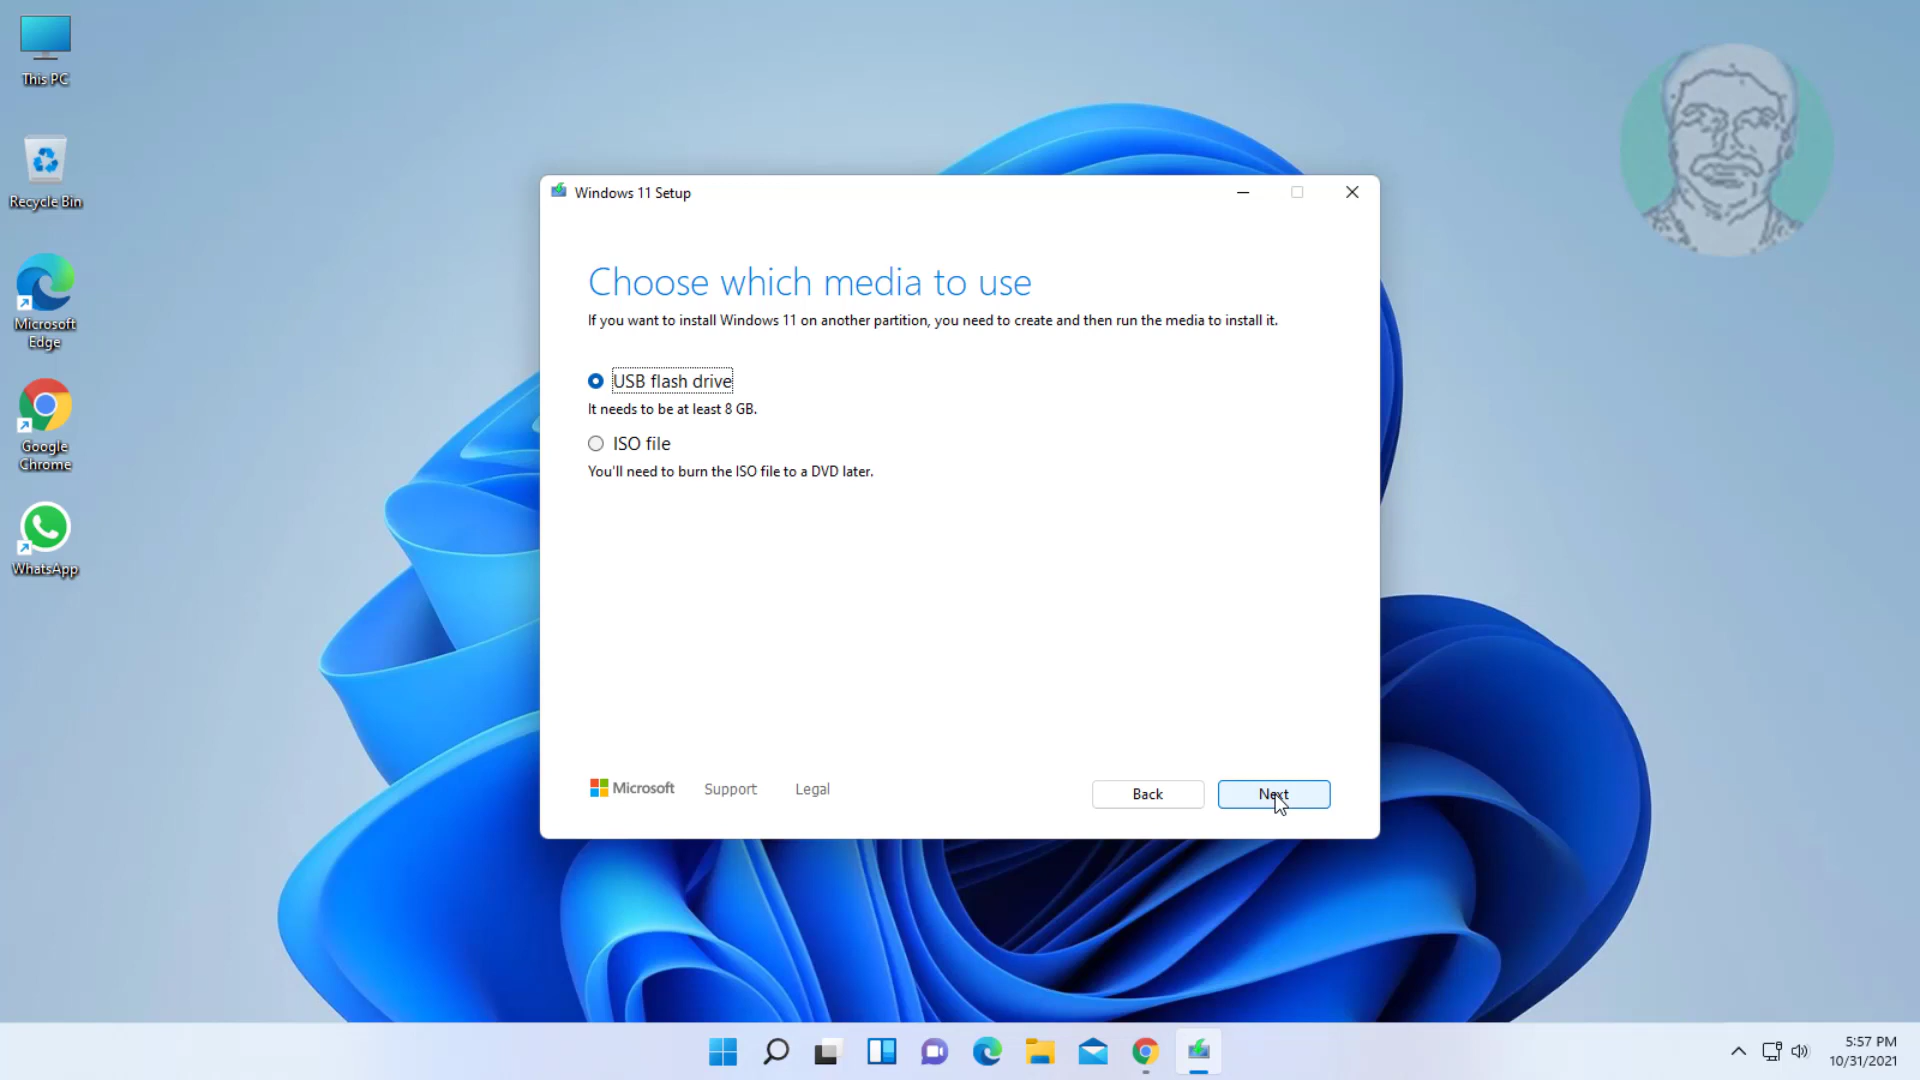 This PC
Recycle Bin
Microsoft
Edge
Google
Chrome
WhatsApp
Windows 11 Setup
Choose which media to use
If you want to install Windows 11 on another partition, you need to create and then run the media to install it.
USB flash drive
It needs to be at least 8 GB.
ISO file
You'll need to burn the ISO file to a DVD later.
Microsoft Support Legal
Back Next
5:57 PM
10/31/2021